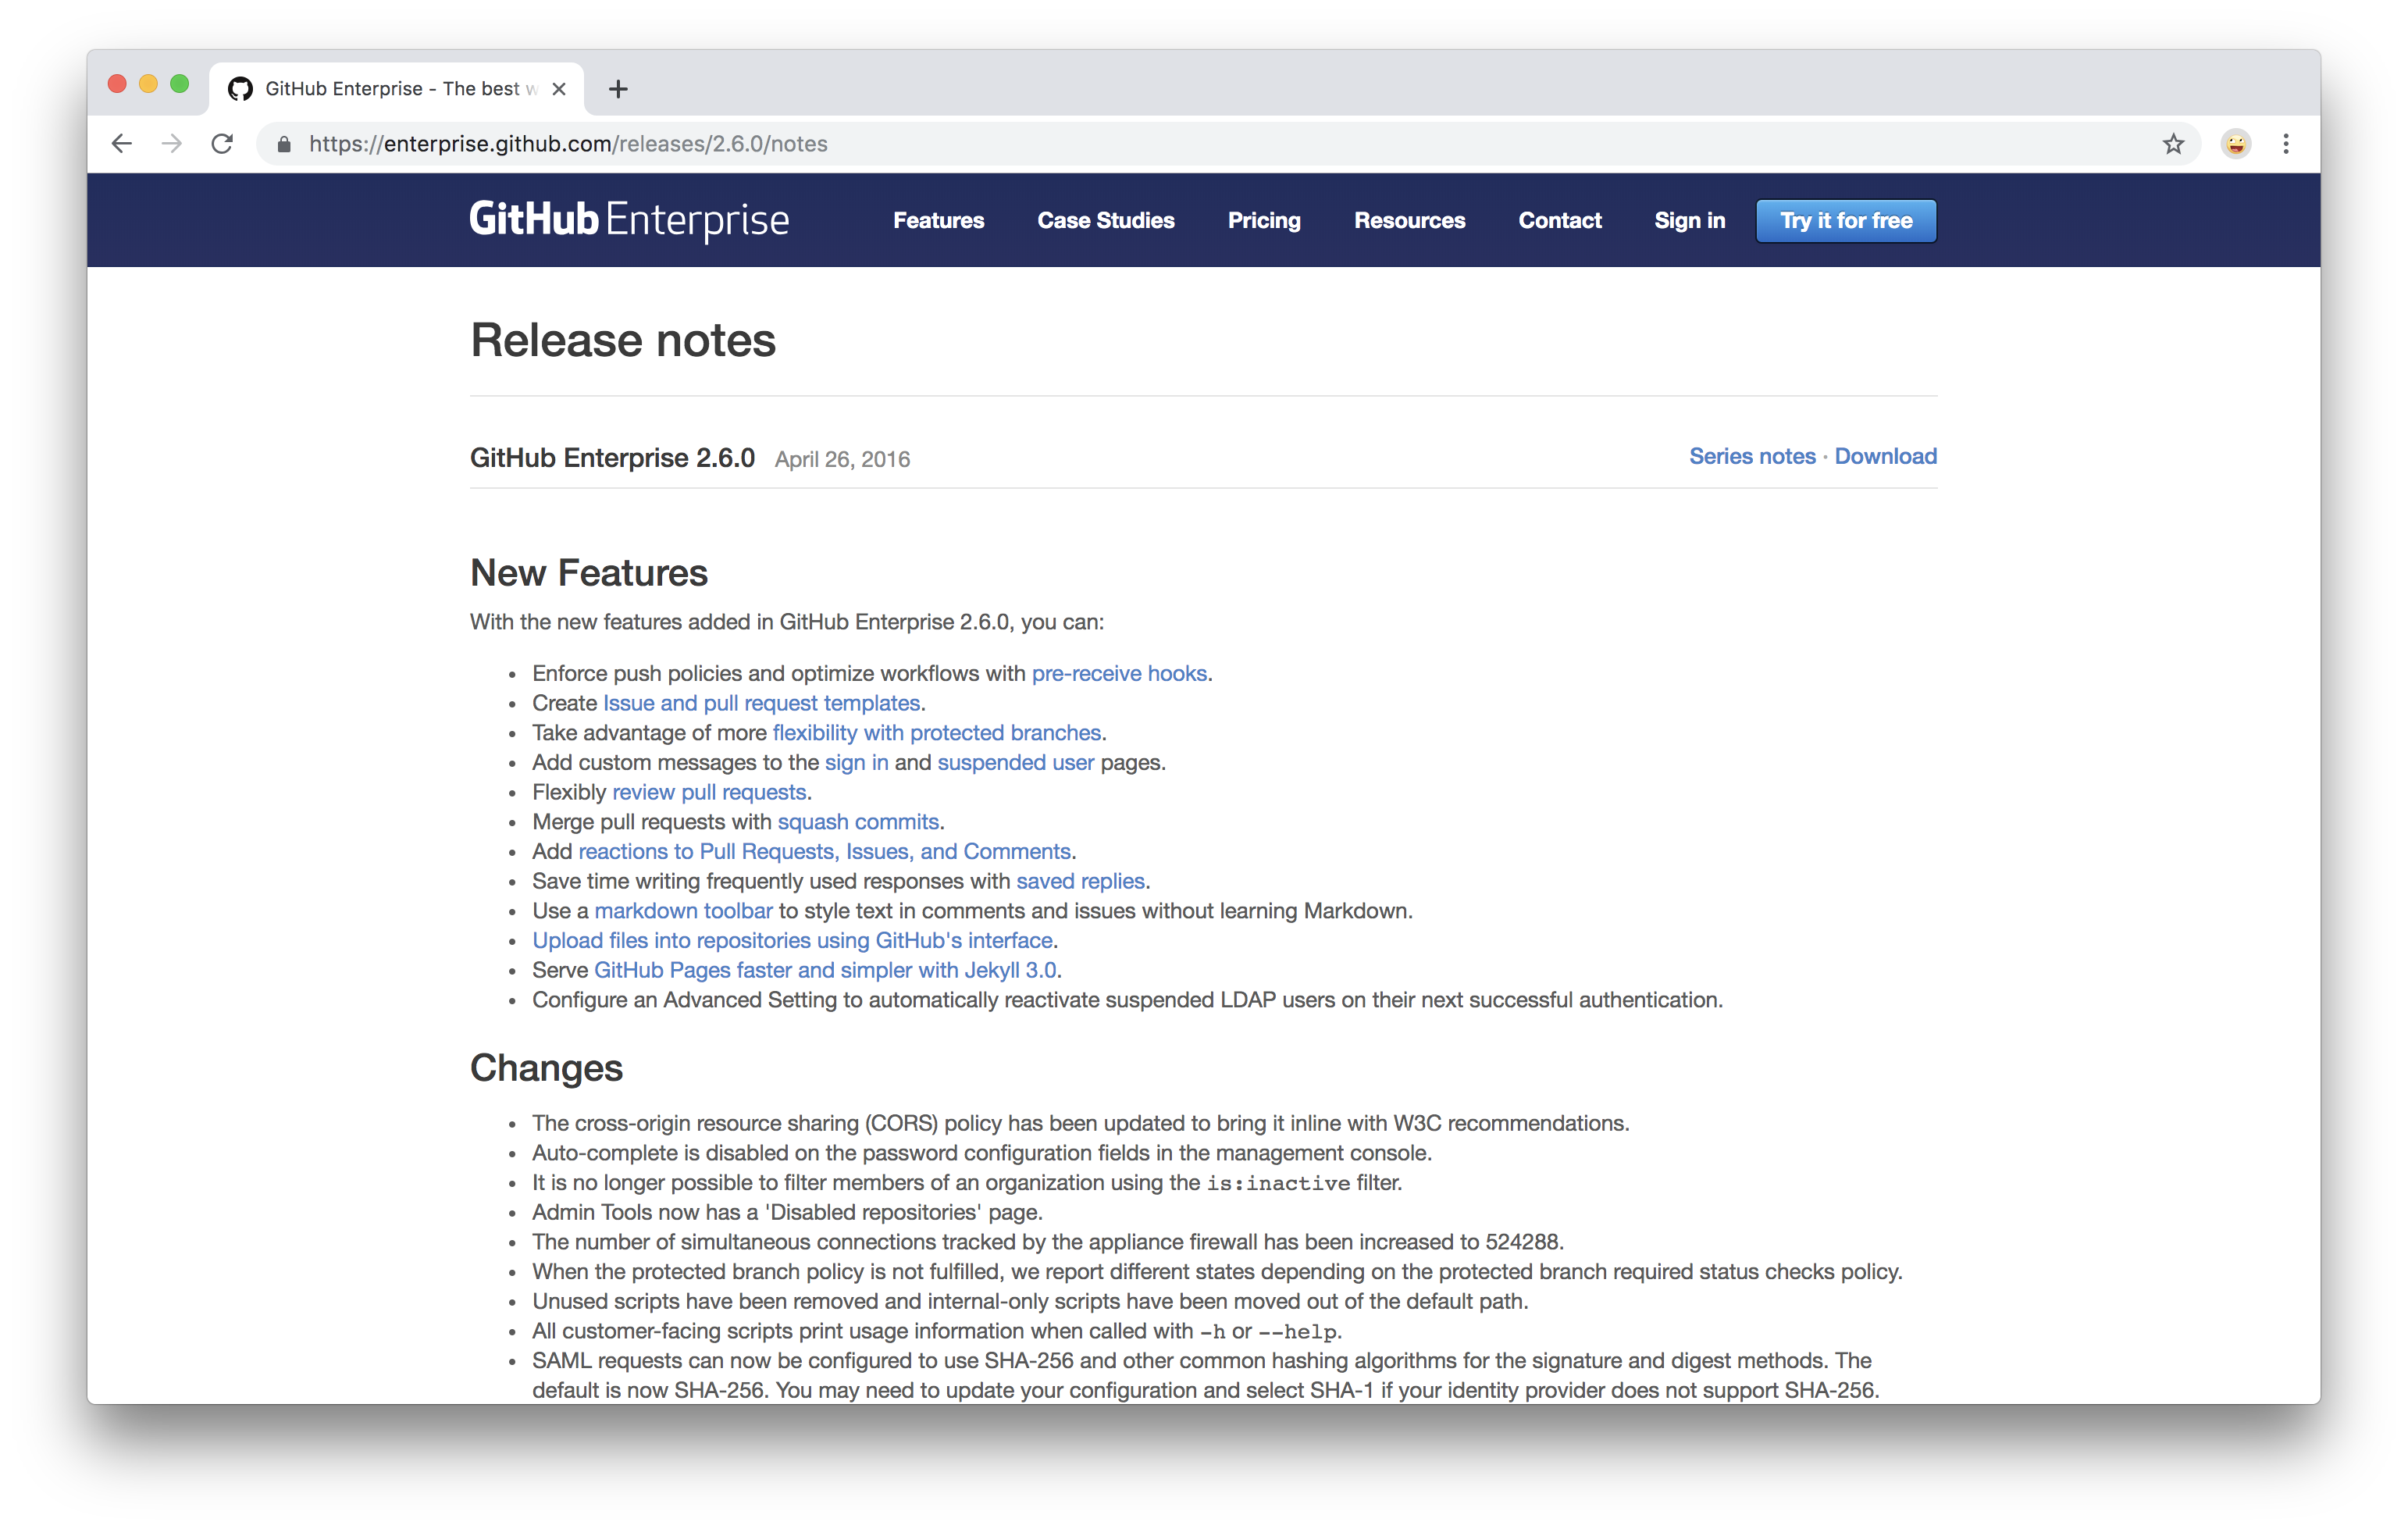 GitHub Enterprise - The best
https://enterprise.github.com/releases/2.6.0/notes
GitHub Enterprise
Features
Case Studies
Pricing
Resources
Contact
Sign in
Try it for free
Release notes
GitHub Enterprise 2.6.0 April 26, 2016
Series notes · Download
New Features
With the new features added in GitHub Enterprise 2.6.0, you can:
• Enforce push policies and optimize workflows with pre-receive hooks.
• Create Issue and pull request templates.
• Take advantage of more flexibility with protected branches.
• Add custom messages to the sign in and suspended user pages.
• Flexibly review pull requests.
• Merge pull requests with squash commits.
• Add reactions to Pull Requests, Issues, and Comments.
• Save time writing frequently used responses with saved replies.
• Use a markdown toolbar to style text in comments and issues without learning Markdown.
• Upload files into repositories using GitHub's interface.
• Serve GitHub Pages faster and simpler with Jekyll 3.0.
• Configure an Advanced Setting to automatically reactivate suspended LDAP users on their next successful authentication.
Changes
• The cross-origin resource sharing (CORS) policy has been updated to bring it inline with W3C recommendations.
• Auto-complete is disabled on the password configuration fields in the management console.
• It is no longer possible to filter members of an organization using the is:inactive filter.
• Admin Tools now has a 'Disabled repositories' page.
• The number of simultaneous connections tracked by the appliance firewall has been increased to 524288.
• When the protected branch policy is not fulfilled, we report different states depending on the protected branch required status checks policy.
• Unused scripts have been removed and internal-only scripts have been moved out of the default path.
• All customer-facing scripts print usage information when called with -h or --help.
• SAML requests can now be configured to use SHA-256 and other common hashing algorithms for the signature and digest methods. The
default is now SHA-256. You may need to update your configuration and select SHA-1 if your identity provider does not support SHA-256.